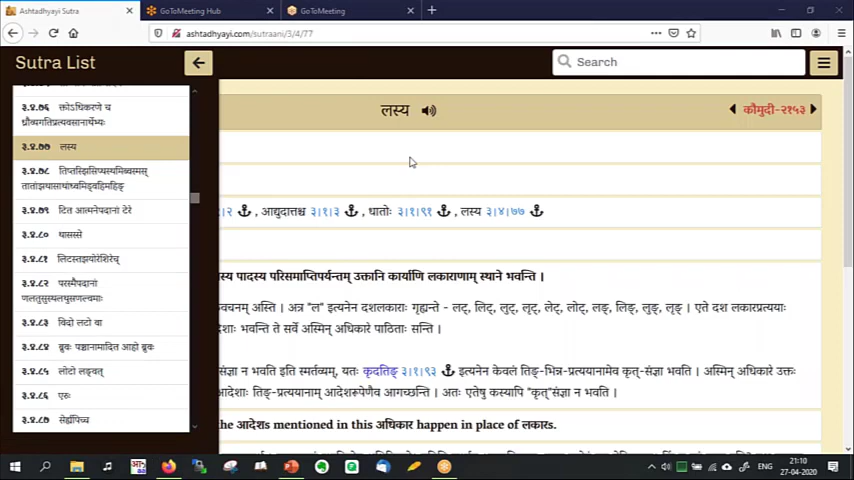 Ashtadhyayi Sutra
GoToMeeting Hub
GoToMeeting
ashtadhyayi.com/sutraani/3/4/77
Sutra List
Search
३.४.७६ क्तोऽधिकरणे च
ध्रौव्यगतिप्रत्यवसानार्थेभ्यः
३.४.७७ लस्य
३.४.७८ तिप्तस्झिसिप्थस्थमिब्वस्मस्
तातांझथासाथांध्वमिड्वहिमहिङ्
३.४.७९ टित आत्मनेपदानां टेरे
३.४.८० थासस्से
३.४.८१ लिटस्तझयोरेशिरेच्
३.४.८२ परस्मैपदानां
णलतुसुस्थलथुसणल्वमाः
३.४.८३ विदो लटो वा
३.४.८४ ब्रुवः पञ्चानामादित आहो ब्रुवः
३.४.८५ लोटो लङ्वत्
३.४.८६ एरुः
३.४.८७ सेर्ह्यपिच्च
लस्य
कौमुदी-२१५३
।२ , आद्युदात्तश्च ३।१।३ , धातोः ३।१।९१ , लस्य ३।४।७७
स्य पादस्य परिसमाप्तिपर्यन्तम् उक्तानि कार्याणि लकाराणाम् स्थाने भवन्ति ।
वचनम् अस्ति । अत्र "ल" इत्यनेन दशलकाराः गृह्यन्ते - लट्, लिट्, लुट्, लृट्, लेट्, लोट्, लङ्, लिङ्, लुङ्, लृङ् । एते दश लकारप्रत्ययाः
देशाः भवन्ति ते सर्वे अस्मिन् अधिकारे पाठिताः सन्ति ।
संज्ञा न भवति इति स्मर्तव्यम्, यतः कृदतिङ् ३।१।९३ इत्यनेन केवलं तिङ्-भिन्न-प्रत्ययानामेव कृत्-संज्ञा भवति । अस्मिन् अधिकारे उक्त
आदेशाः तिङ्-प्रत्ययानाम् आदेशरूपेणैव आगच्छन्ति । अतः एतेषु कस्यापि "कृत्"संज्ञा न भवति ।
he आदेशs mentioned in this अधिकार happen in place of लकारs.
ENG
21:10
27-04-2020